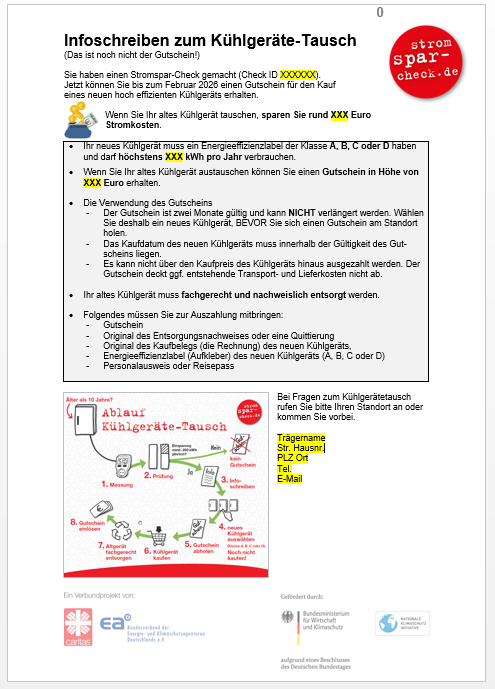 0
Infoschreiben zum Kühlgeräte-Tausch
(Das ist noch nicht der Gutschein!)
strom
spar-
check.de
Sie haben einen Stromspar-Check gemacht (Check ID XXXXXX).
Jetzt können Sie bis zum Februar 2026 einen Gutschein für den Kauf
eines neuen hoch effizienten Kühlgeräts erhalten.
Wenn Sie Ihr altes Kühlgerät tauschen, sparen Sie rund XXX Euro
Stromkosten.
• Ihr neues Kühlgerät muss ein Energieeffizienzlabel der Klasse A, B, C oder D haben
und darf höchstens XXX kWh pro Jahr verbrauchen.
• Wenn Sie Ihr altes Kühlgerät austauschen können Sie einen Gutschein in Höhe von
XXX Euro erhalten.
• Die Verwendung des Gutscheins
- Der Gutschein ist zwei Monate gültig und kann NICHT verlängert werden. Wählen
Sie deshalb ein neues Kühlgerät, BEVOR Sie sich einen Gutschein am Standort
holen.
- Das Kaufdatum des neuen Kühlgeräts muss innerhalb der Gültigkeit des Gut-
scheins liegen.
- Es kann nicht über den Kaufpreis des Kühlgeräts hinaus ausgezahlt werden. Der
Gutschein deckt ggf. entstehende Transport- und Lieferkosten nicht ab.
• Ihr altes Kühlgerät muss fachgerecht und nachweislich entsorgt werden.
• Folgendes müssen Sie zur Auszahlung mitbringen:
- Gutschein
- Original des Entsorgungsnachweises oder eine Quittierung
- Original des Kaufbelegs (die Rechnung) des neuen Kühlgeräts,
- Energieeffizienzlabel (Aufkleber) des neuen Kühlgeräts (A, B, C oder D)
- Personalausweis oder Reisepass
Älter als 10 Jahre?
Ablauf
Kühlgeräte-Tausch
strom
spar-
check.de
Einsparung
mind. 200 kWh
jährlich?
Nein
kein
Gutschein
Ja
1. Messung
2. Prüfung
3. Info-
schreiben
4. neues
Kühlgerät
auswählen
(Klasse A, B, C oder D).
Noch nicht
kaufen!
5. Gutschein
abholen
6. Kühlgerät
kaufen
7. Altgerät
fachgerecht
entsorgen
8. Gutschein
einlösen
Bei Fragen zum Kühlgerätetausch
rufen Sie bitte Ihren Standort an oder
kommen Sie vorbei.
Trägername
Str. Hausnr.
PLZ Ort
Tel.
E-Mail
Ein Verbundprojekt von:
caritas
eaD
Bundesverband der
Energie- und Klimaschutzagenturen
Deutschlands e.V.
Gefördert durch:
Bundesministerium
für Wirtschaft
und Klimaschutz
NATIONALE
KLIMASCHUTZ
INITIATIVE
aufgrund eines Beschlusses
des Deutschen Bundestages